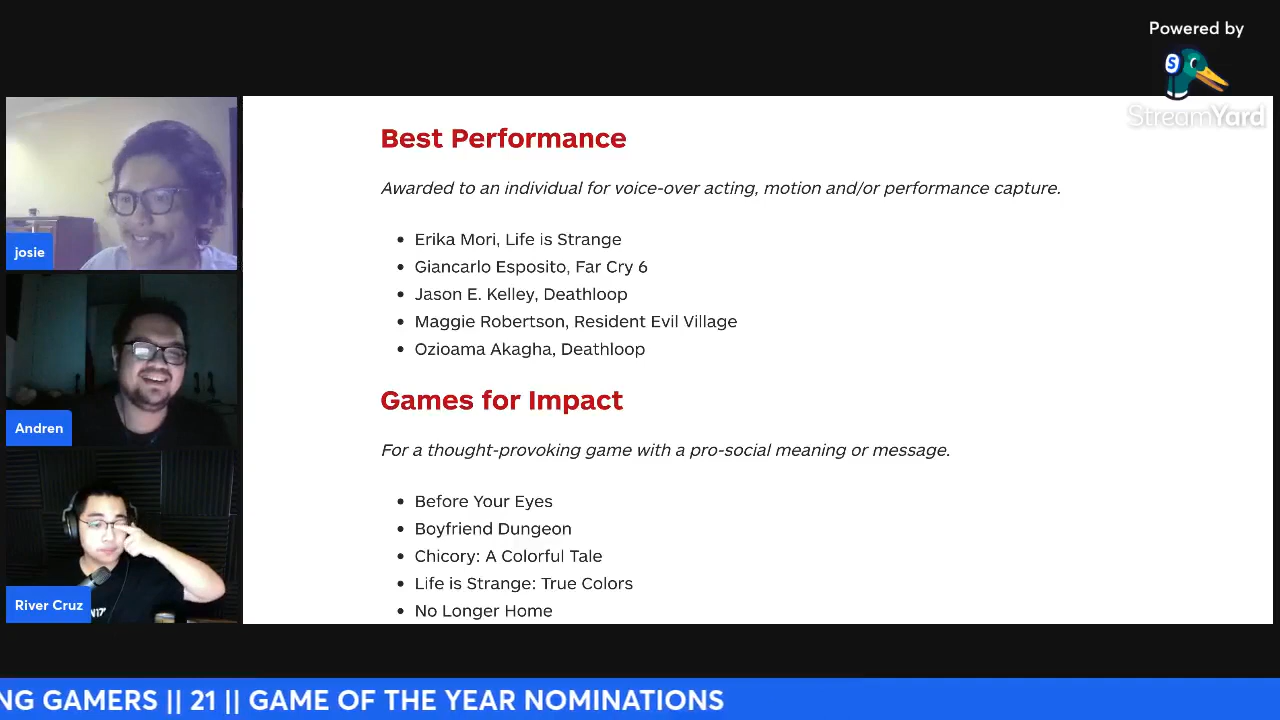 Powered by
S
StreamYard
Best Performance
Awarded to an individual for voice-over acting, motion and/or performance capture.
• Erika Mori, Life is Strange
• Giancarlo Esposito, Far Cry 6
• Jason E. Kelley, Deathloop
• Maggie Robertson, Resident Evil Village
• Ozioama Akagha, Deathloop
Games for Impact
For a thought-provoking game with a pro-social meaning or message.
• Before Your Eyes
• Boyfriend Dungeon
• Chicory: A Colorful Tale
• Life is Strange: True Colors
• No Longer Home
josie
Andren
River Cruz
NG GAMERS || 21 || GAME OF THE YEAR NOMINATIONS